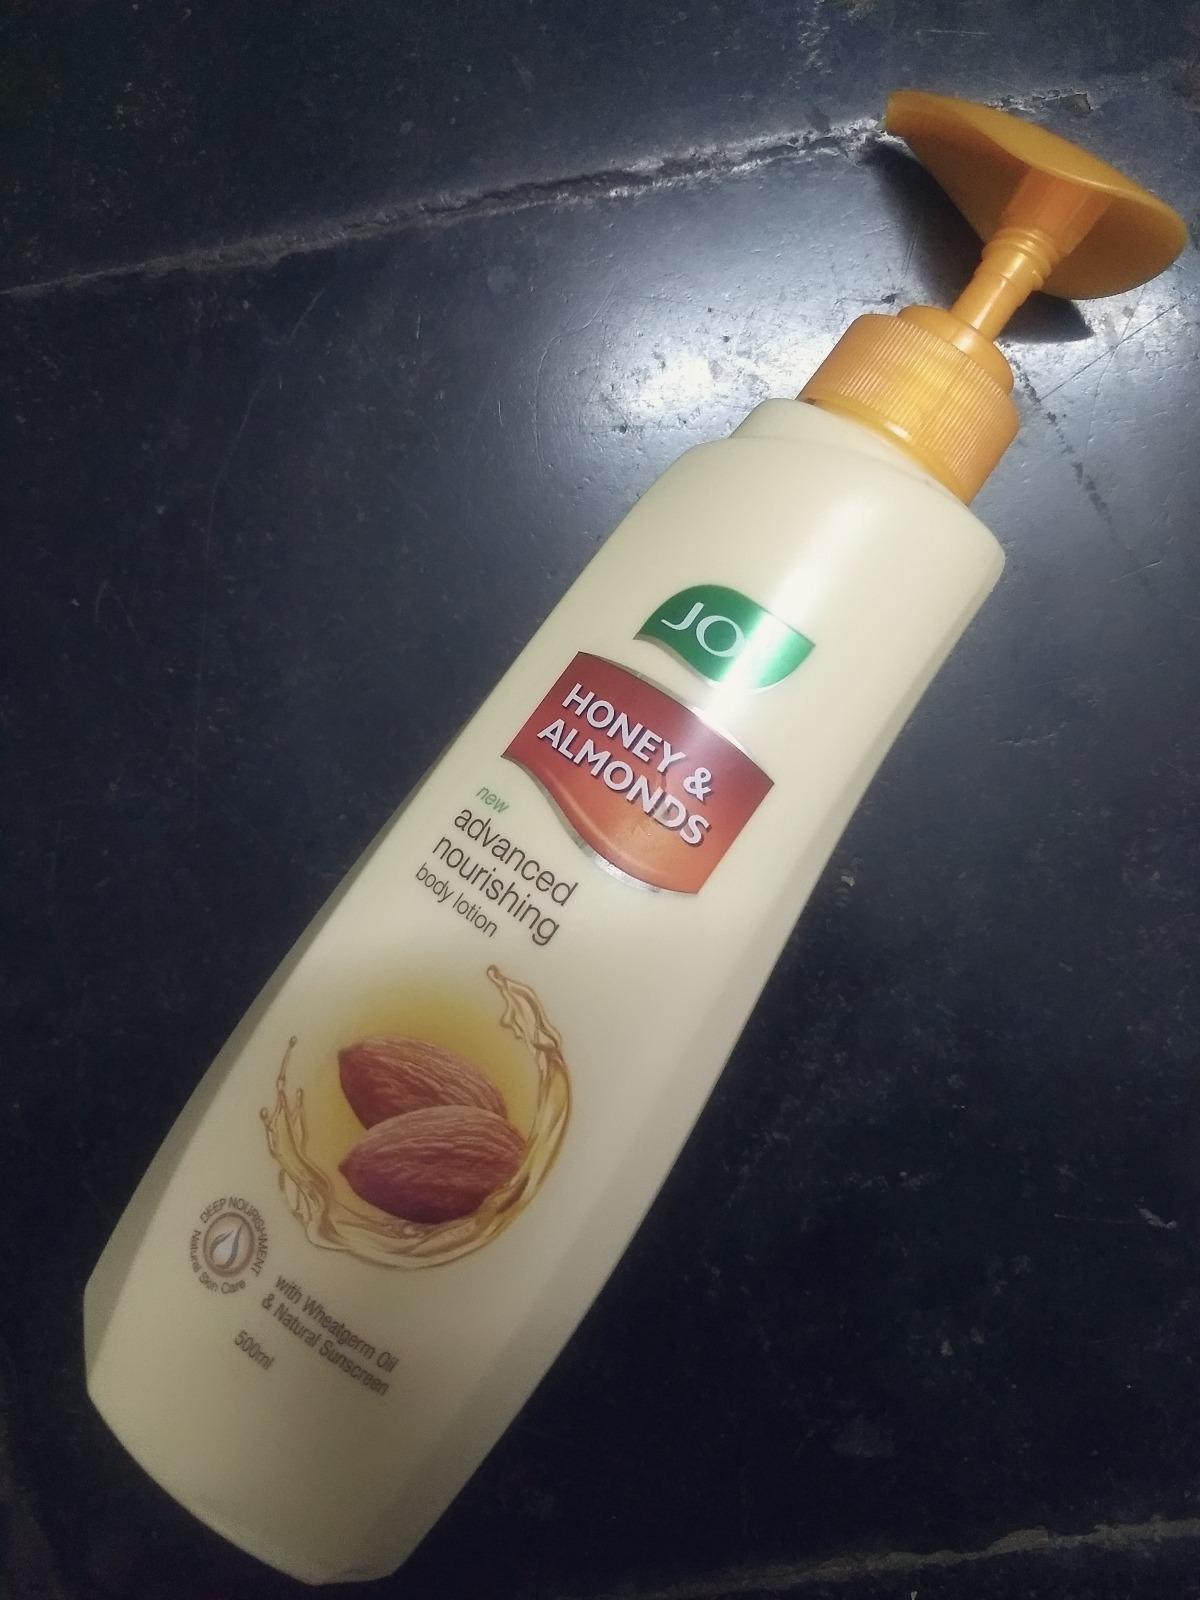 JOY
HONEY &
ALMONDS
new
advanced
nourishing
body lotion
DEEP NOURISHMENT
Natural Skin Care
with Wheatgerm Oil
& Natural Sunscreen
500ml